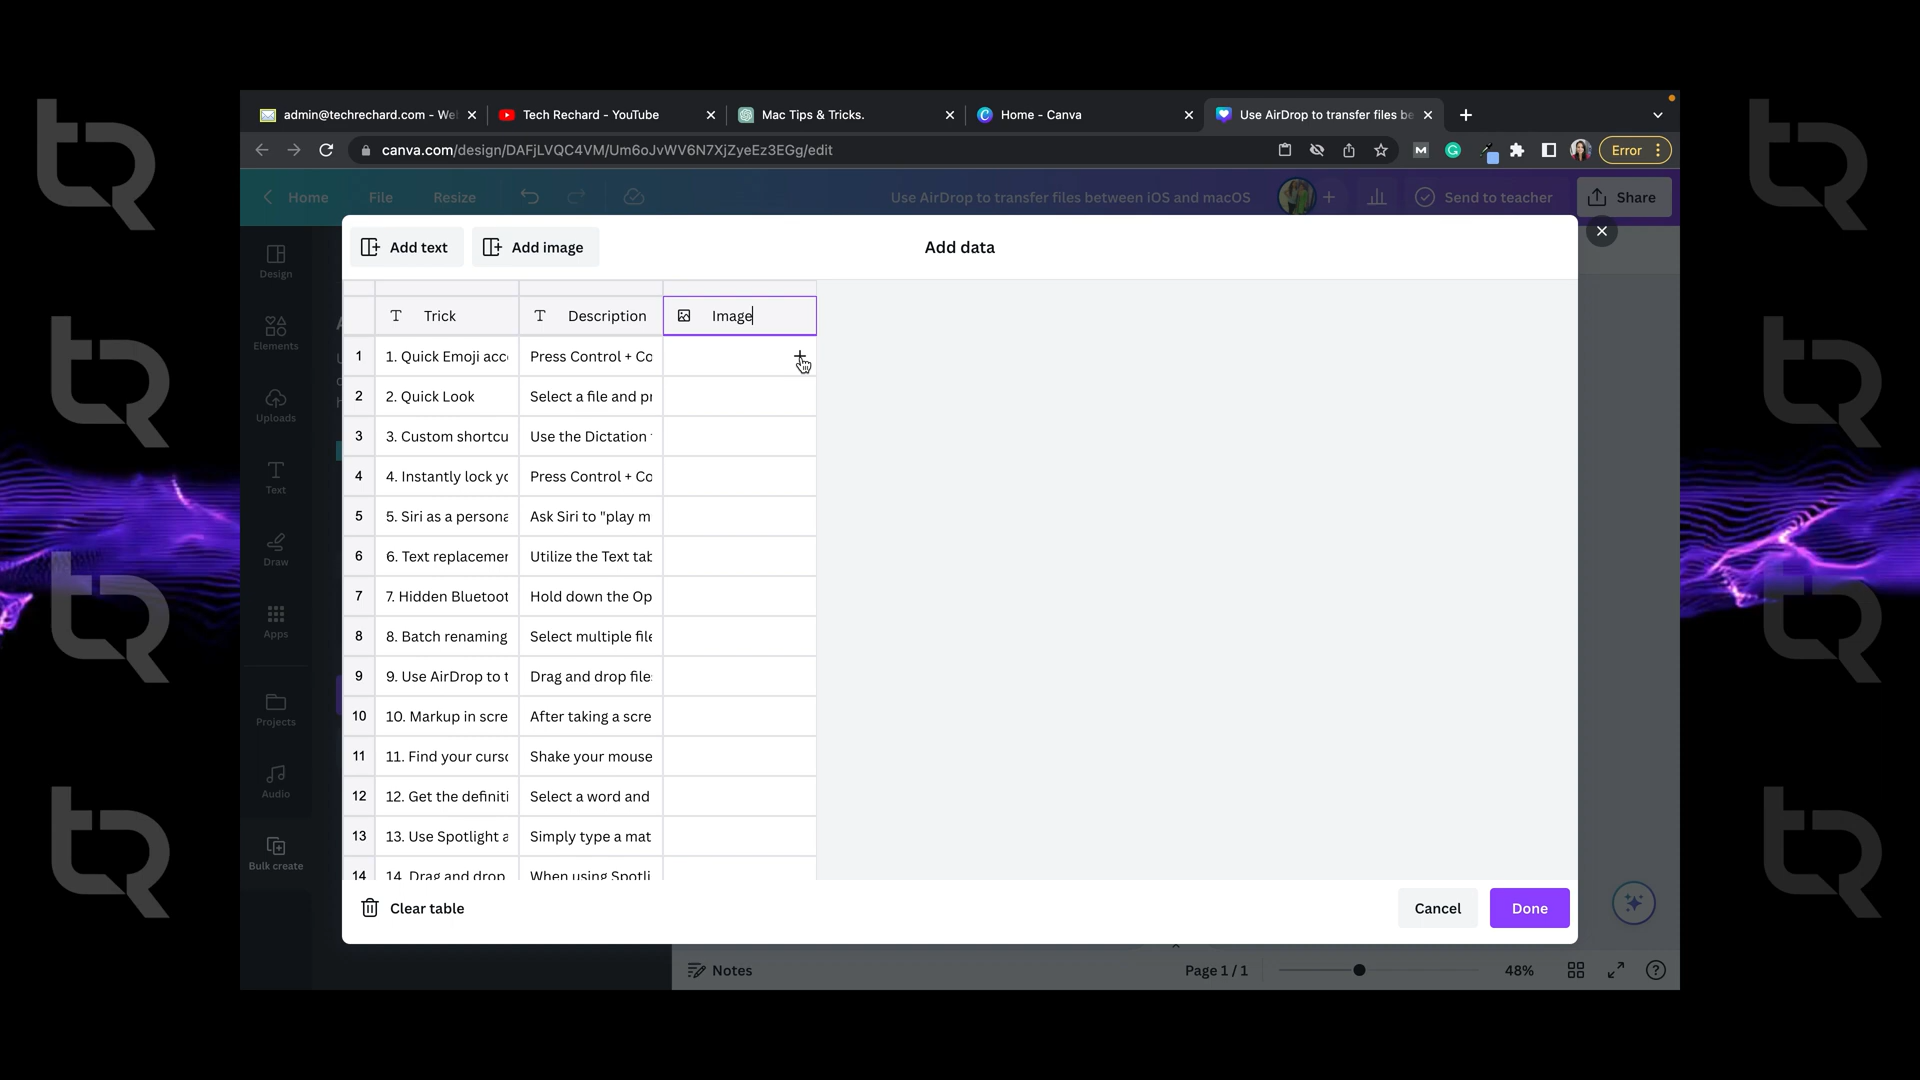 admin@techrechard.com - We
Tech Rechard - YouTube
Mac Tips & Tricks.
Home - Canva
Use AirDrop to transfer files be
canva.com/design/DAFjLVQC4VM/Um6oJvWV6N7XjZyeEz3EGg/edit
Error
Home
File
Resize
Use AirDrop to transfer files between iOS and macOS
Send to teacher
Share
Add text
Add image
Add data
Design
Elements
Uploads
Text
Draw
Apps
Projects
Audio
Bulk create
Trick Description Image
1 1. Quick Emoji acc Press Control + Co
2 2. Quick Look Select a file and pr
3 3. Custom shortcu Use the Dictation
4 4. Instantly lock yo Press Control + Co
5 5. Siri as a persona Ask Siri to "play m
6 6. Text replacemer Utilize the Text tab
7 7. Hidden Bluetoot Hold down the Op
8 8. Batch renaming Select multiple file
9 9. Use AirDrop to t Drag and drop file
10 10. Markup in scre After taking a scre
11 11. Find your curso Shake your mouse
12 12. Get the definiti Select a word and
13 13. Use Spotlight a Simply type a mat
14 14. Drag and drop When using Spotli
Clear table
Cancel
Done
Notes
Page 1 / 1
48%